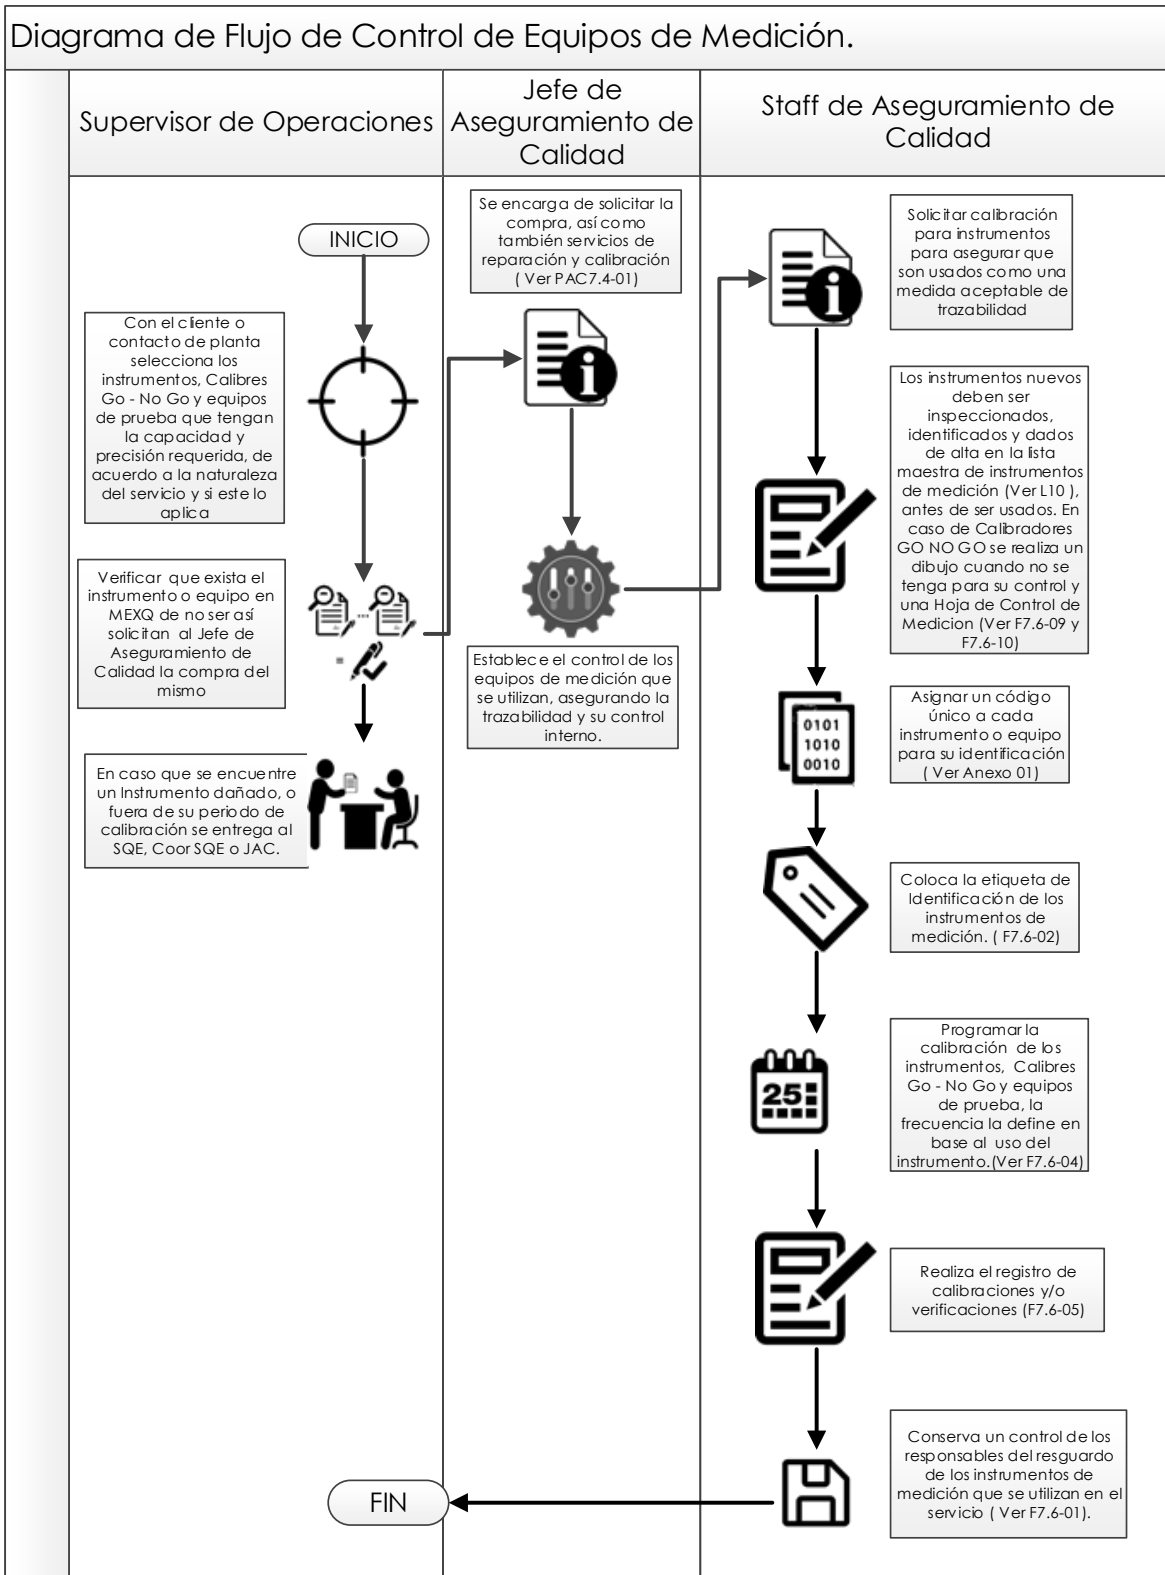 Diagrama de Flujo de Control de Equipos de Medición.
Supervisor de Operaciones
Jefe de
Aseguramiento de
Calidad
Staff de Aseguramiento de
Calidad
INICIO
Con el cliente o
contacto de planta
selecciona los
instrumentos, Calibres
Go - No Go y equipos
de prueba que tengan
la capacidad y
precisión requerida, de
acuerdo a la naturaleza
del servicio y si este lo
aplica
Verificar que exista el
instrumento o equipo en
MEXQ de no ser así
solicitan al Jefe de
Aseguramiento de
Calidad la compra del
mismo
En caso que se encuentre
un Instrumento dañado, o
fuera de su periodo de
calibración se entrega al
SQE, Coor SQE o JAC.
Se encarga de solicitar la
compra, así como
también servicios de
reparación y calibración
( Ver PAC7.4-01)
Establece el control de los
equipos de medición que
se utilizan, asegurando la
trazabilidad y su control
interno.
Solicitar calibración
para instrumentos
para asegurar que
son usados como una
medida aceptable de
trazabilidad
Los instrumentos nuevos
deben ser
inspeccionados,
identificados y dados
de alta en la lista
maestra de instrumentos
de medición (Ver L10 ),
antes de ser usados. En
caso de Calibradores
GO NO GO se realiza un
dibujo cuando no se
tenga para su control y
una Hoja de Control de
Medicion (Ver F7.6-09 y
F7.6-10)
0101
1010
0010
Asignar un código
único a cada
instrumento o equipo
para su identificación
( Ver Anexo 01)
Coloca la etiqueta de
Identificación de los
instrumentos de
medición. ( F7.6-02)
25
Programar la
calibración de los
instrumentos, Calibres
Go - No Go y equipos
de prueba, la
frecuencia la define en
base al uso del
instrumento.(Ver F7.6-04)
Realiza el registro de
calibraciones y/o
verificaciones (F7.6-05)
Conserva un control de los
responsables del resguardo
de los instrumentos de
medición que se utilizan en el
servicio ( Ver F7.6-01).
FIN